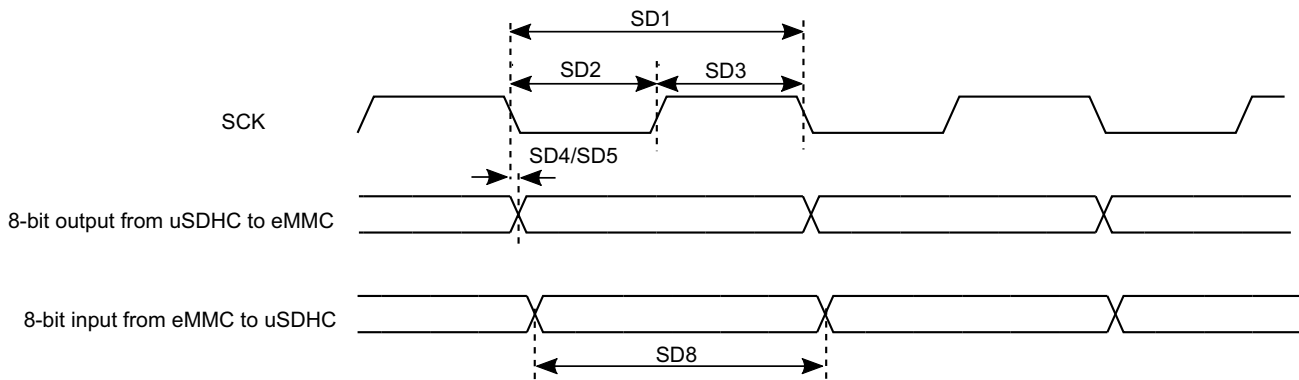 SD1
SD2
SD3
SCK
SD4/SD5
8-bit output from uSDHC to eMMC
8-bit input from eMMC to uSDHC
SD8